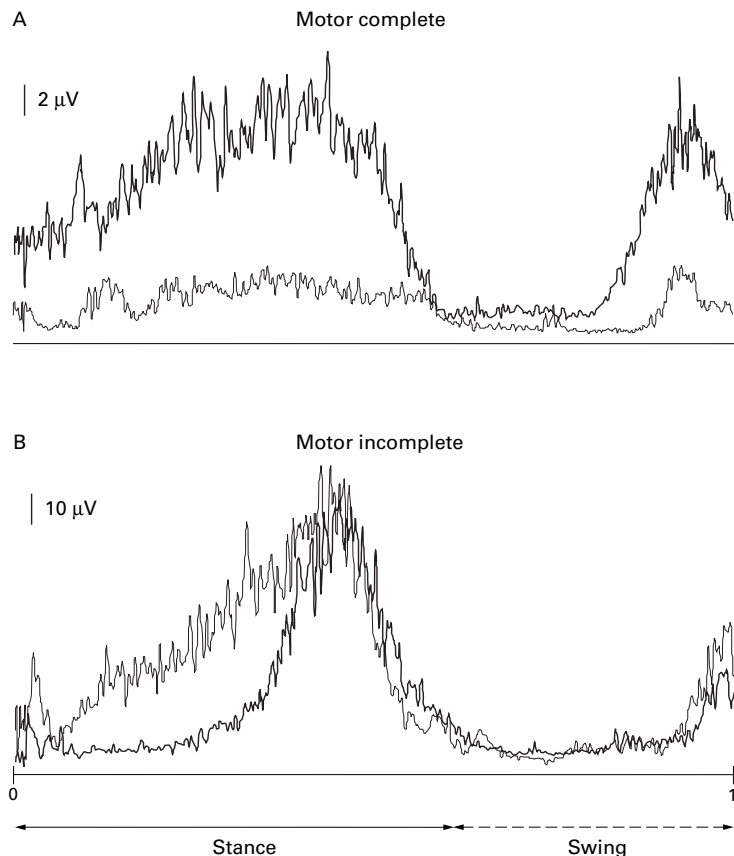 A
Motor complete
2 μV
B
Motor incomplete
10 μV
0
1
Stance
Swing